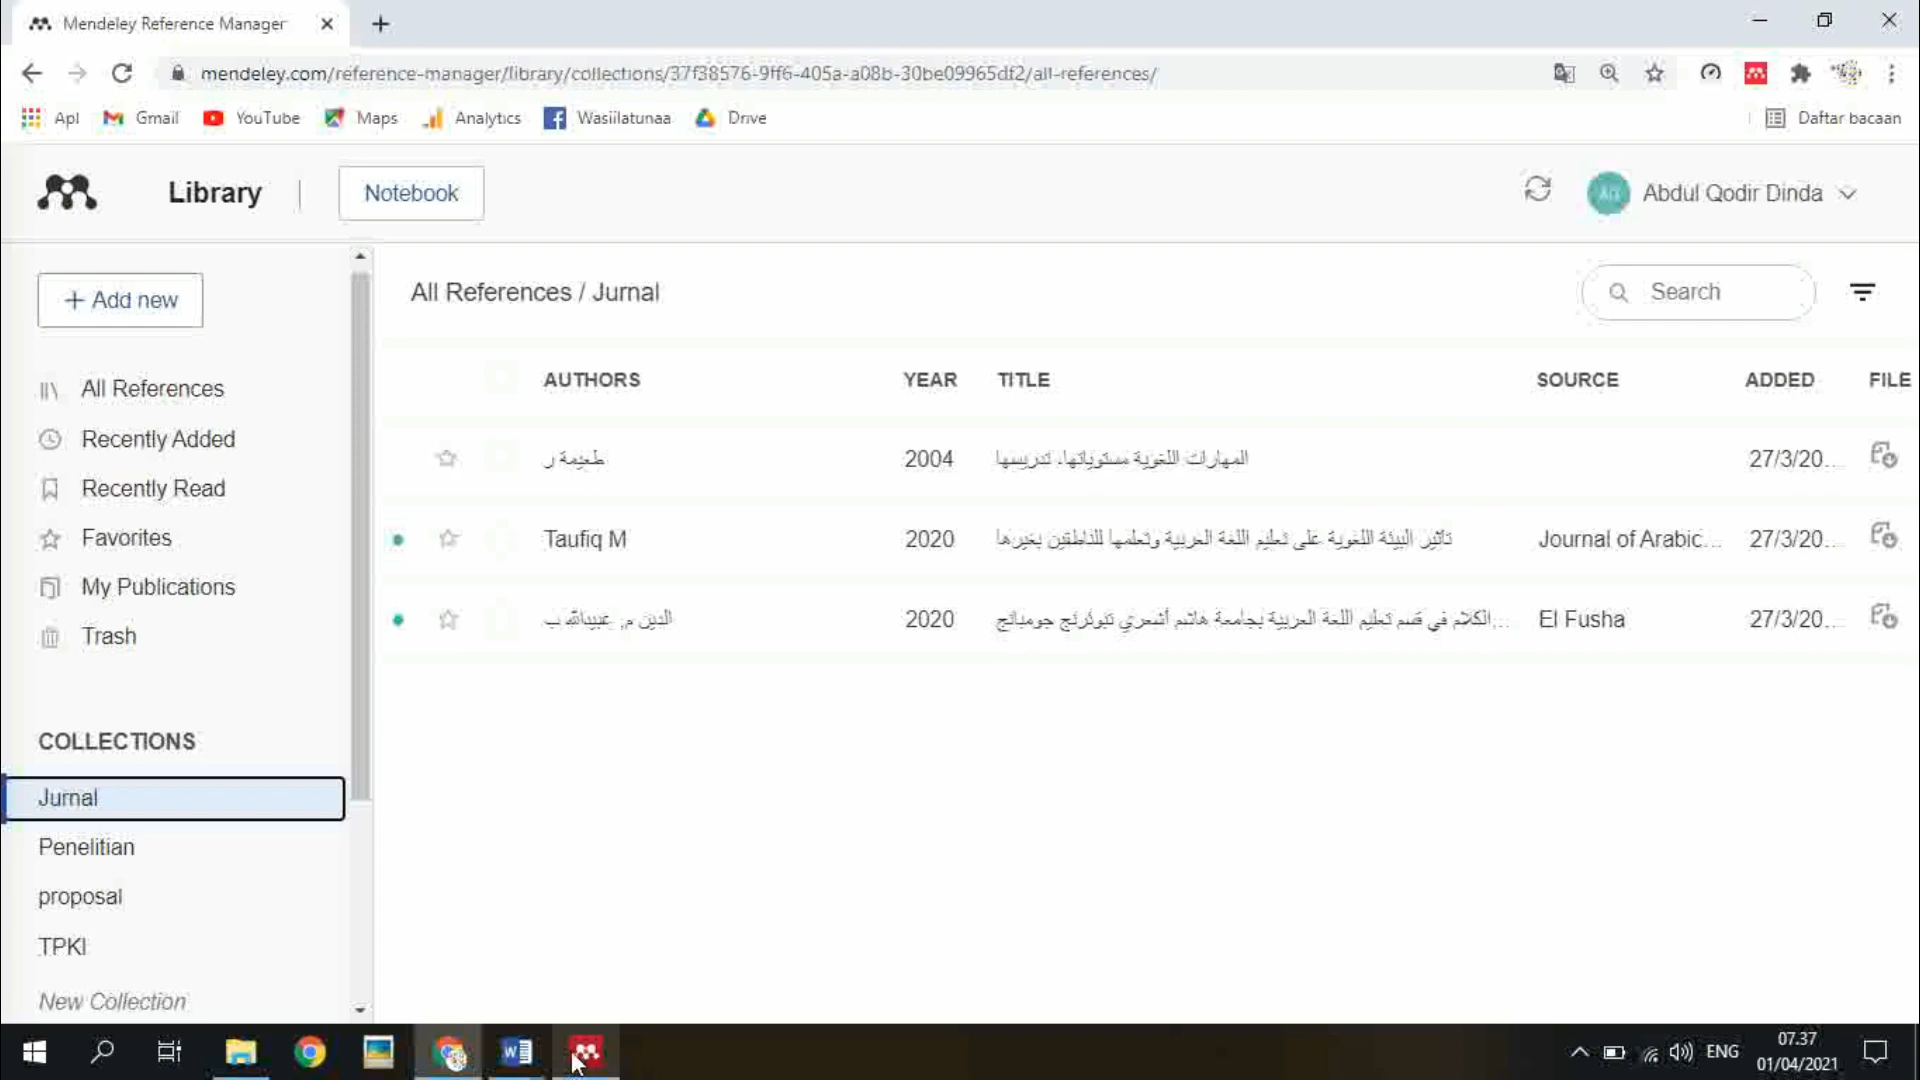 Mendeley Reference Manager
mendeley.com/reference-manager/library/collections/37f38576-9ff6-405a-a08b-30be09965df2/all-references/
Apl Gmail YouTube Maps Analytics Wasiilatunaa Drive Daftar bacaan
Library Notebook Abdul Qodir Dinda
+ Add new
All References / Jurnal
Search
All References
Recently Added
Recently Read
Favorites
My Publications
Trash
COLLECTIONS
Jurnal
Penelitian
proposal
TPKI
New Collection
AUTHORS YEAR TITLE SOURCE ADDED FILE
طعيمة ر 2004 المهارات اللغوية مستوياتها، تدريسها 27/3/20...
Taufiq M 2020 تأثير البيئة اللغوية على تعليم اللغة العربية وتعلمها للناطقين بغيرها Journal of Arabic... 27/3/20...
الدين م, عبيدالله ب 2020 الكلام في قسم تعليم اللغة العربية بجامعة هاشم أشعري تبوئرنج جومبانج... El Fusha 27/3/20...
ENG
07.37
01/04/2021